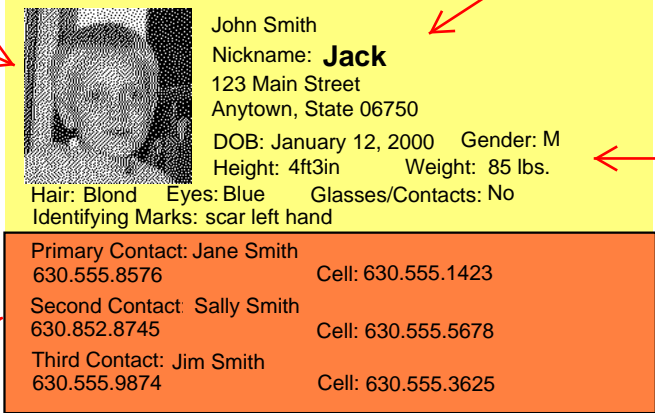 John Smith
Nickname: Jack
123 Main Street
Anytown, State 06750
DOB: January 12, 2000 Gender: M
Height: 4ft3in Weight: 85 lbs.
Hair: Blond Eyes: Blue Glasses/Contacts: No
Identifying Marks: scar left hand
Primary Contact: Jane Smith
630.555.8576 Cell: 630.555.1423
Second Contact: Sally Smith
630.852.8745 Cell: 630.555.5678
Third Contact: Jim Smith
630.555.9874 Cell: 630.555.3625